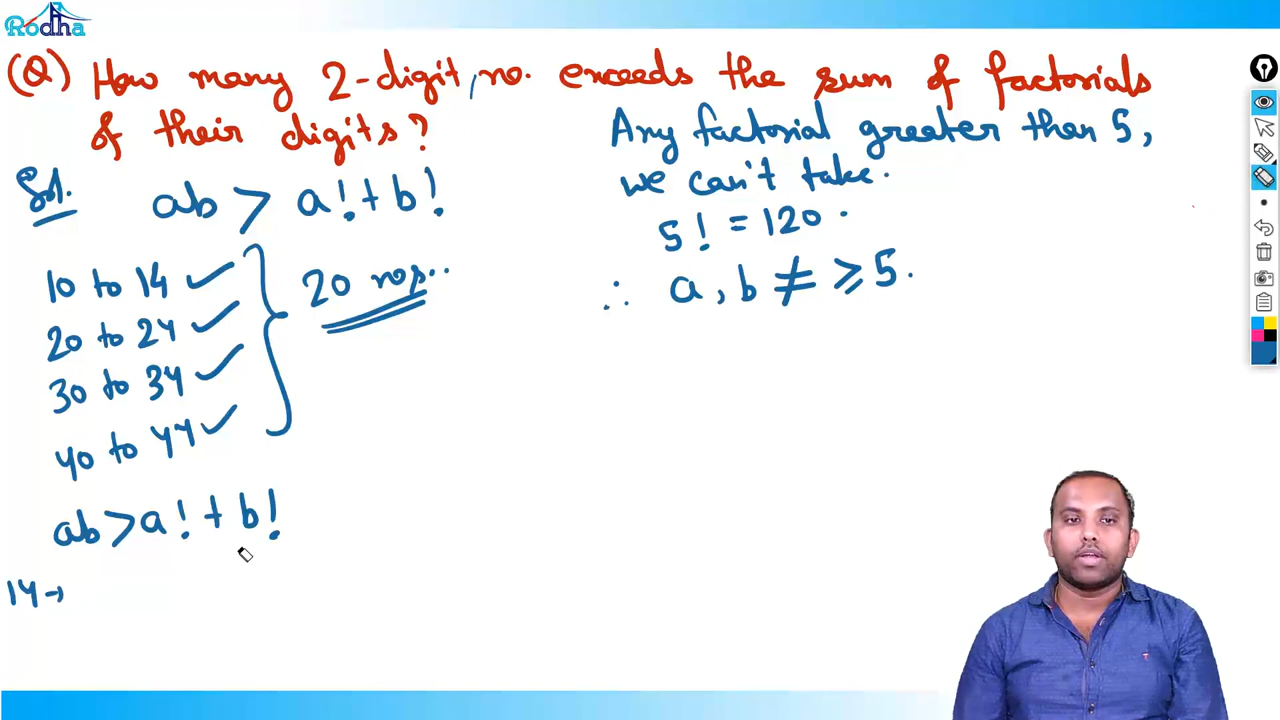 Rodha
(Q) How many 2-digit, no. exceeds the sum of factorials
of their digits?
Any factorial greater then 5,
we can't take.
5! = 120.
∴ a, b ≠ ≥ 5.
Sol.
ab > a! + b!
10 to 14 ✓
20 to 24 ✓
30 to 34 ✓
40 to 44 ✓
20 nos..
ab > a! + b!
14 →